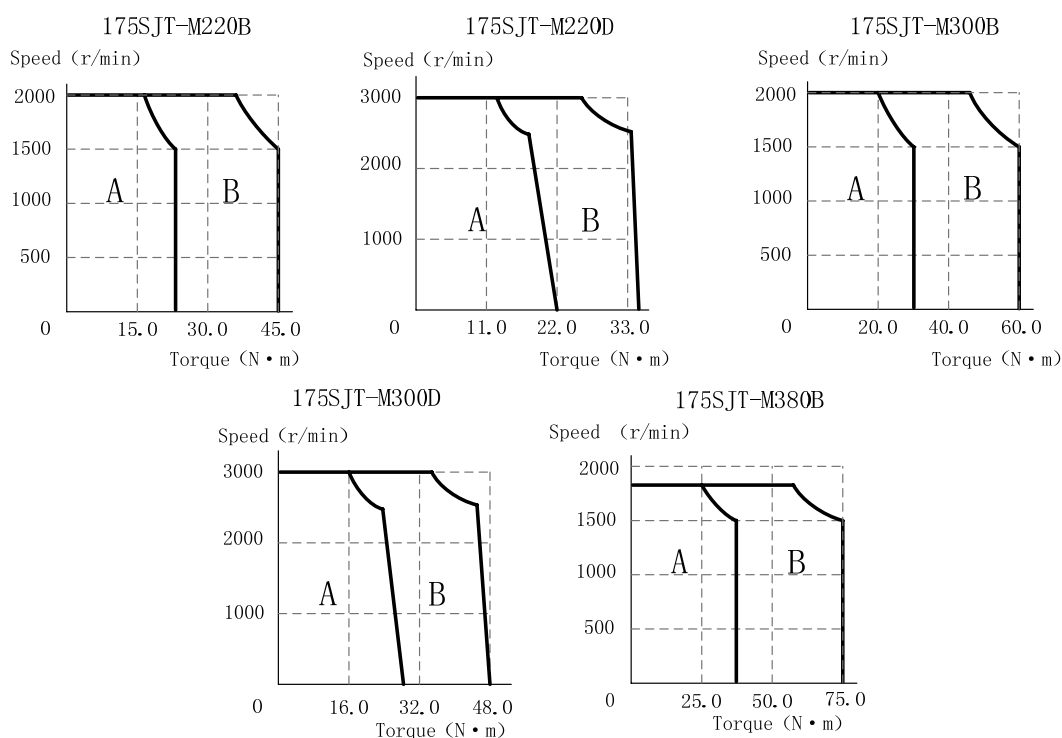 175SJT-M220B
Speed (r/min)
2000
1500
1000
500
0
A
B
15.0
30.0
45.0
Torque (N·m)
175SJT-M220D
Speed (r/min)
3000
2000
1000
0
A
B
11.0
22.0
33.0
Torque (N·m)
175SJT-M300B
Speed (r/min)
2000
1500
1000
500
0
A
B
20.0
40.0
60.0
Torque (N·m)
175SJT-M300D
Speed (r/min)
3000
2000
1000
0
A
B
16.0
32.0
48.0
Torque (N·m)
175SJT-M380B
Speed (r/min)
2000
1500
1000
500
0
A
B
25.0
50.0
75.0
Torque (N·m)